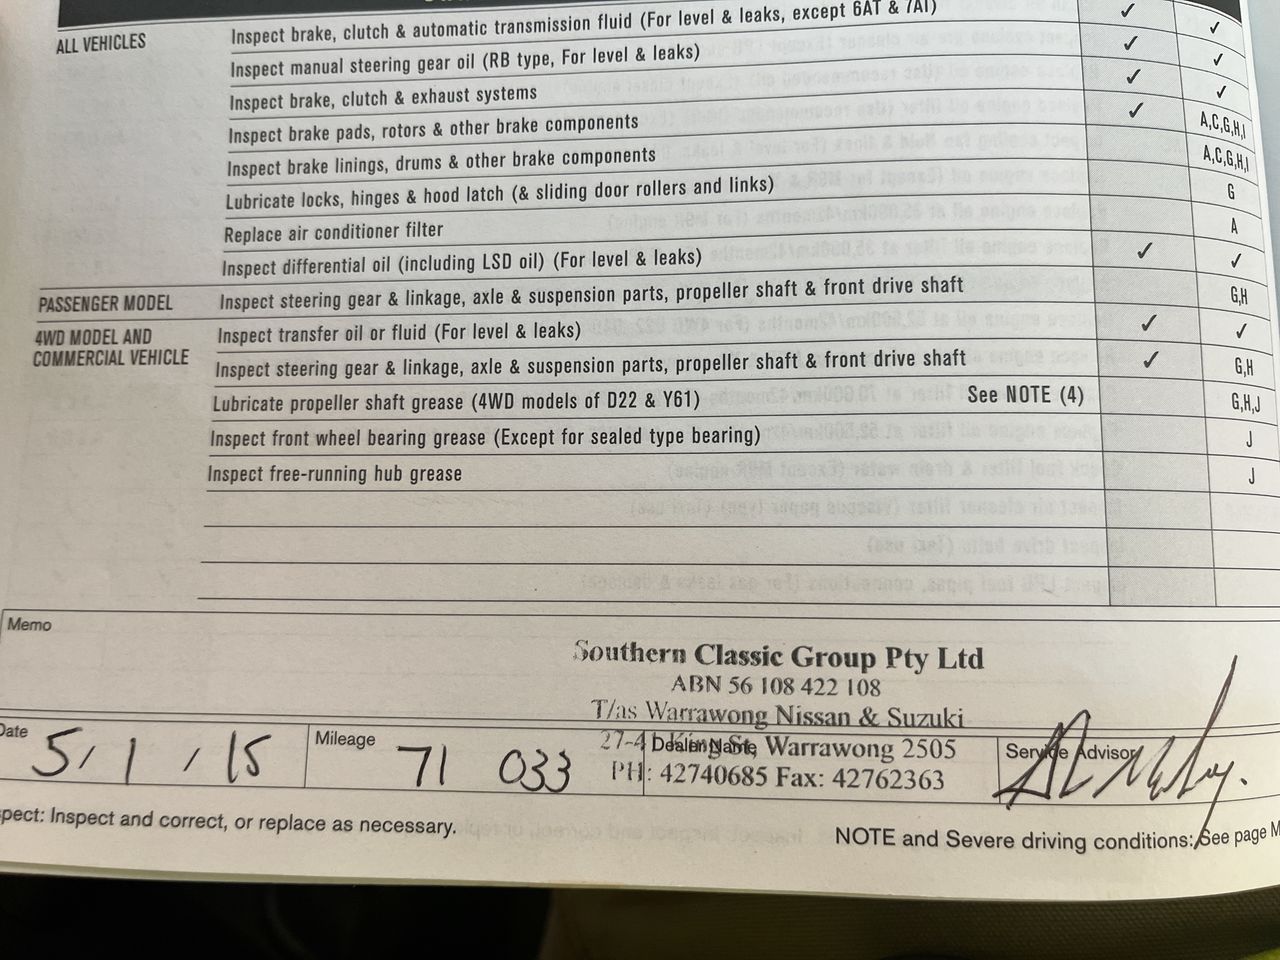 ALL VEHICLES
Inspect brake, clutch & automatic transmission fluid (For level & leaks, except 6AT & 7AT) ✓ ✓
Inspect manual steering gear oil (RB type, For level & leaks) ✓ ✓
Inspect brake, clutch & exhaust systems ✓ ✓
Inspect brake pads, rotors & other brake components ✓ A,C,G,H,I
Inspect brake linings, drums & other brake components A,C,G,H,I
Lubricate locks, hinges & hood latch (& sliding door rollers and links) G
Replace air conditioner filter A
Inspect differential oil (including LSD oil) (For level & leaks) ✓ ✓
PASSENGER MODEL
Inspect steering gear & linkage, axle & suspension parts, propeller shaft & front drive shaft G,H
4WD MODEL AND
COMMERCIAL VEHICLE
Inspect transfer oil or fluid (For level & leaks) ✓ ✓
Inspect steering gear & linkage, axle & suspension parts, propeller shaft & front drive shaft ✓ G,H
Lubricate propeller shaft grease (4WD models of D22 & Y61) See NOTE (4) G,H,J
Inspect front wheel bearing grease (Except for sealed type bearing) J
Inspect free-running hub grease J
Memo
Southern Classic Group Pty Ltd
ABN 56 108 422 108
T/as Warrawong Nissan & Suzuki
27-4 St, Warrawong 2505
PH: 42740685 Fax: 42762363
Date 5/1/15
Mileage 71 033
Dealer Name
Service Advisor
pect: Inspect and correct, or replace as necessary.
NOTE and Severe driving conditions: See page M